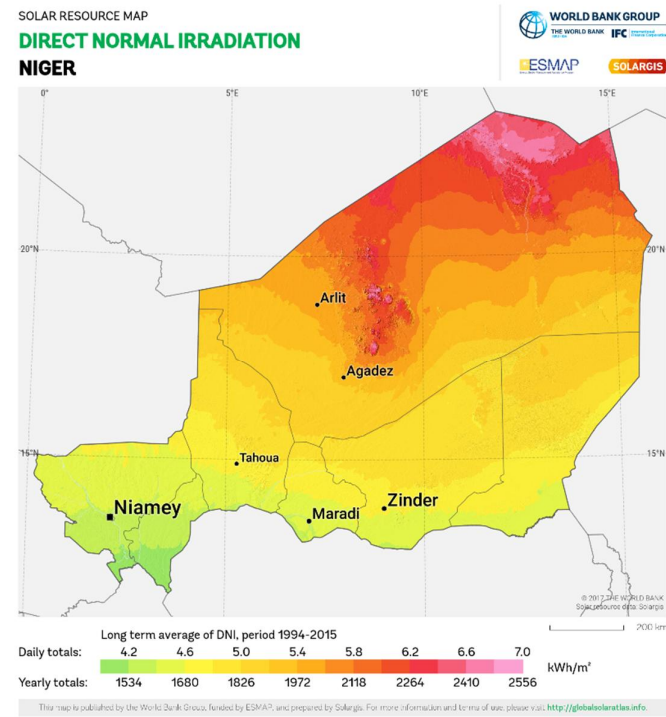 SOLAR RESOURCE MAP
DIRECT NORMAL IRRADIATION
NIGER
WORLD BANK GROUP
THE WORLD BANK IFC International
ESMAP
SOLARGIS
0° 5°E 10°E 15°E
20°N 20°N
Arlit
Agadez
15°N 15°N
Tahoua
Niamey
Maradi
Zinder
© 2017 THE WORLD BANK
Solar resource data: Solargis
200 km
Long term average of DNI, period 1994-2015
Daily totals: 4.2 4.6 5.0 5.4 5.8 6.2 6.6 7.0
kWh/m²
Yearly totals: 1534 1680 1826 1972 2118 2264 2410 2556
This map is published by the World Bank Group, funded by ESMAP, and prepared by Solargis. For more information and terms of use, please visit http://globalsolaratlas.info.